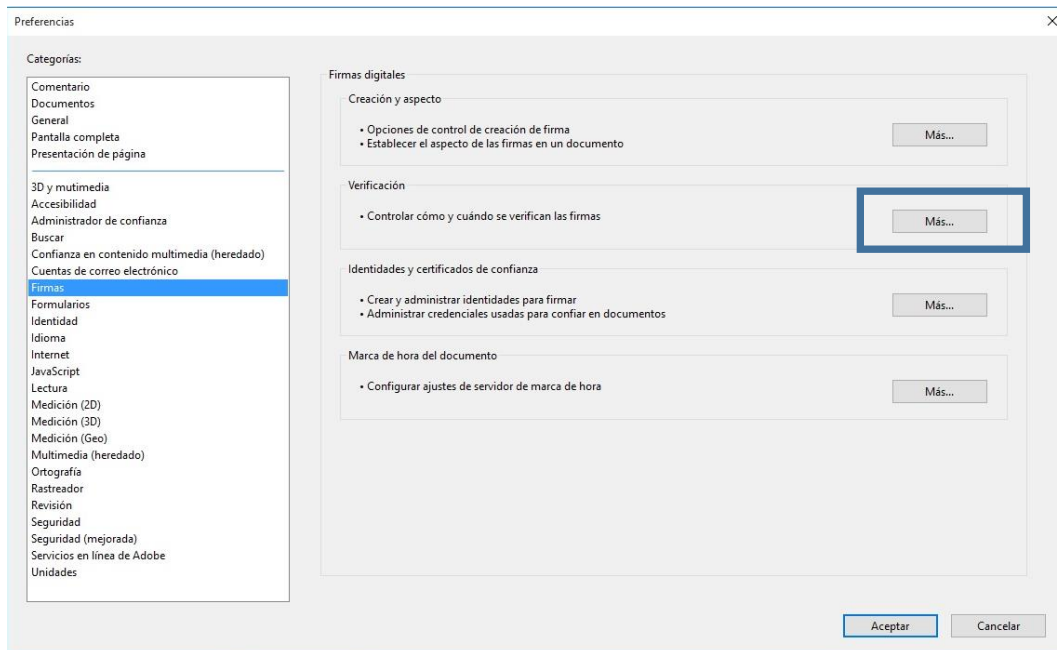 Preferencias
Categorías:
Comentario
Documentos
General
Pantalla completa
Presentación de página
3D y mutimedia
Accesibilidad
Administrador de confianza
Buscar
Confianza en contenido multimedia (heredado)
Cuentas de correo electrónico
Firmas
Formularios
Identidad
Idioma
Internet
JavaScript
Lectura
Medición (2D)
Medición (3D)
Medición (Geo)
Multimedia (heredado)
Ortografía
Rastreador
Revisión
Seguridad
Seguridad (mejorada)
Servicios en línea de Adobe
Unidades
Firmas digitales
Creación y aspecto
• Opciones de control de creación de firma
• Establecer el aspecto de las firmas en un documento
Más...
Verificación
• Controlar cómo y cuándo se verifican las firmas
Más...
Identidades y certificados de confianza
• Crear y administrar identidades para firmar
• Administrar credenciales usadas para confiar en documentos
Más...
Marca de hora del documento
• Configurar ajustes de servidor de marca de hora
Más...
Aceptar
Cancelar